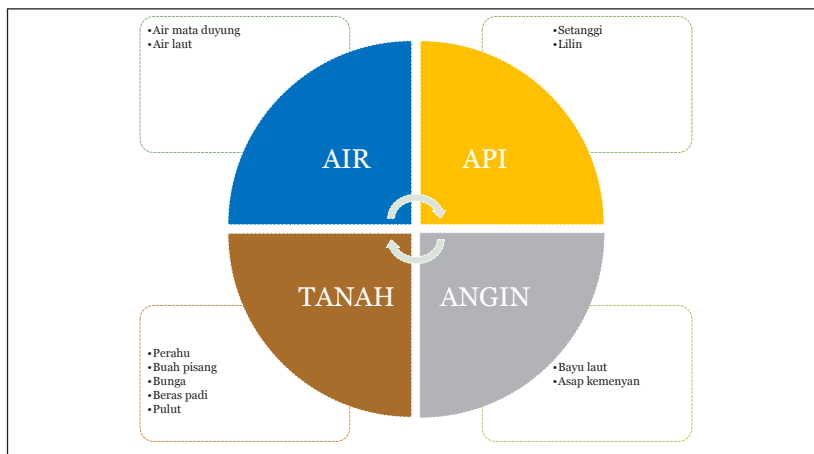 •Air mata duyung
•Air laut
•Setanggi
•Lilin
AIR
API
TANAH
ANGIN
•Perahu
•Buah pisang
•Bunga
•Beras padi
•Pulut
•Bayu laut
•Asap kemenyan